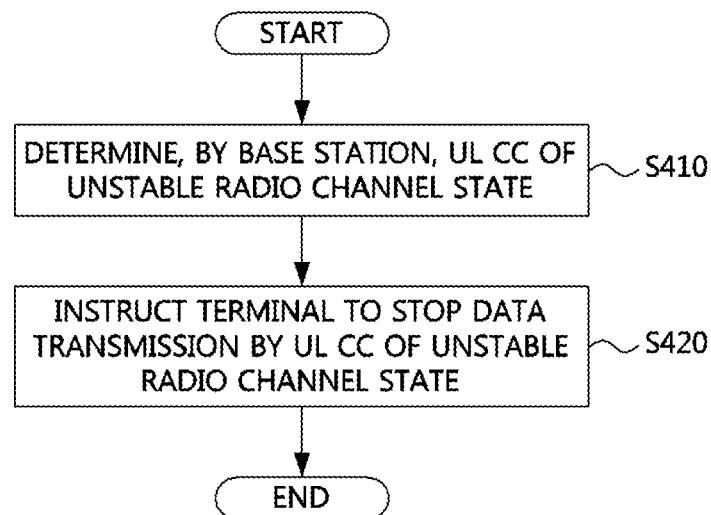 START
DETERMINE, BY BASE STATION, UL CC OF
UNSTABLE RADIO CHANNEL STATE
S410
INSTRUCT TERMINAL TO STOP DATA
TRANSMISSION BY UL CC OF UNSTABLE
RADIO CHANNEL STATE
S420
END